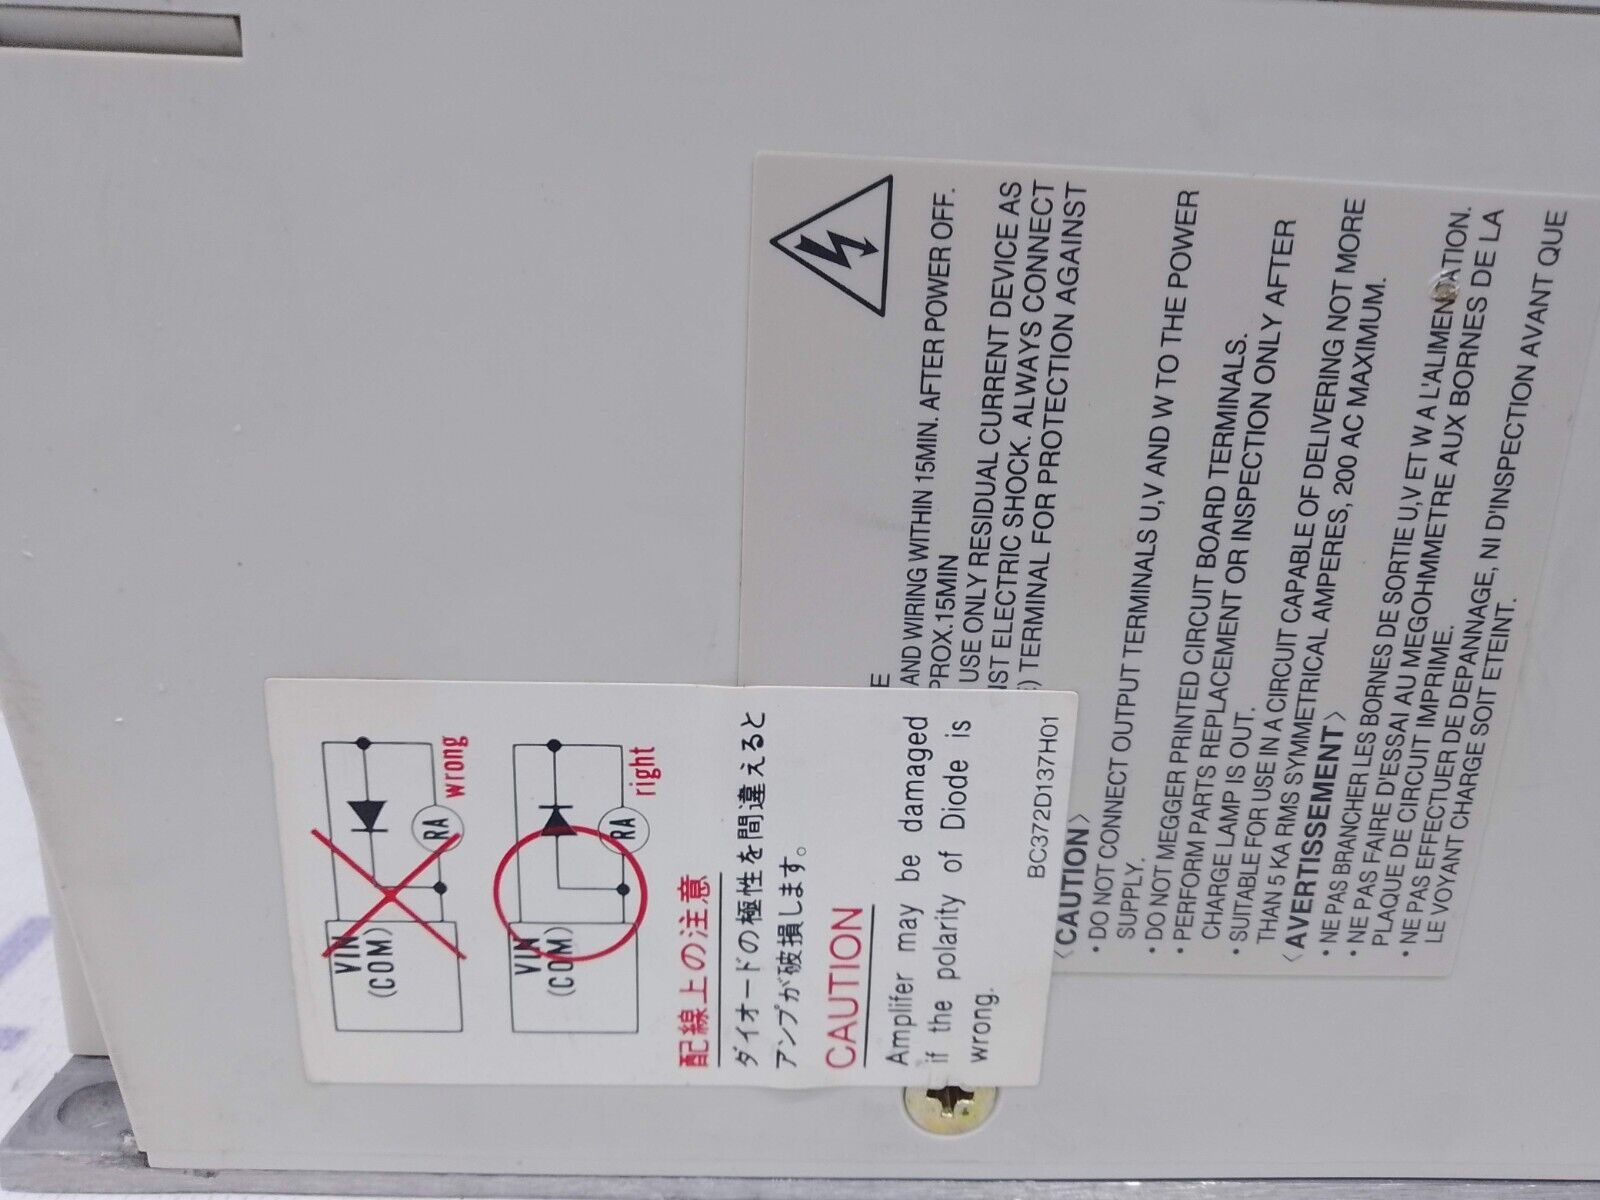 VIN
(COM)
RA
wrong
VIN
(COM)
RA
right
配線上の注意
ダイオードの極性を間違えると
アンプが破損します。
CAUTION
Amplifer may be damaged
if the polarity of Diode is
wrong.
BC372D1137H01
E
AND WIRING WITHIN 15MIN. AFTER POWER OFF.
PROX.15MIN
USE ONLY RESIDUAL CURRENT DEVICE AS
NST ELECTRIC SHOCK. ALWAYS CONNECT
) TERMINAL FOR PROTECTION AGAINST
〈CAUTION〉
• DO NOT CONNECT OUTPUT TERMINALS U,V AND W TO THE POWER
SUPPLY.
• DO NOT MEGGER PRINTED CIRCUIT BOARD TERMINALS.
• PERFORM PARTS REPLACEMENT OR INSPECTION ONLY AFTER
CHARGE LAMP IS OUT.
• SUITABLE FOR USE IN A CIRCUIT CAPABLE OF DELIVERING NOT MORE
THAN 5 KA RMS SYMMETRICAL AMPERES, 200 AC MAXIMUM.
〈AVERTISSEMENT〉
• NE PAS BRANCHER LES BORNES DE SORTIE U,V ET W A L'ALIMENTATION.
• NE PAS FAIRE D'ESSAI AU MEGOHMMETRE AUX BORNES DE LA
PLAQUE DE CIRCUIT IMPRIME.
• NE PAS EFFECTUER DE DEPANNAGE, NI D'INSPECTION AVANT QUE
LE VOYANT CHARGE SOIT ETEINT.